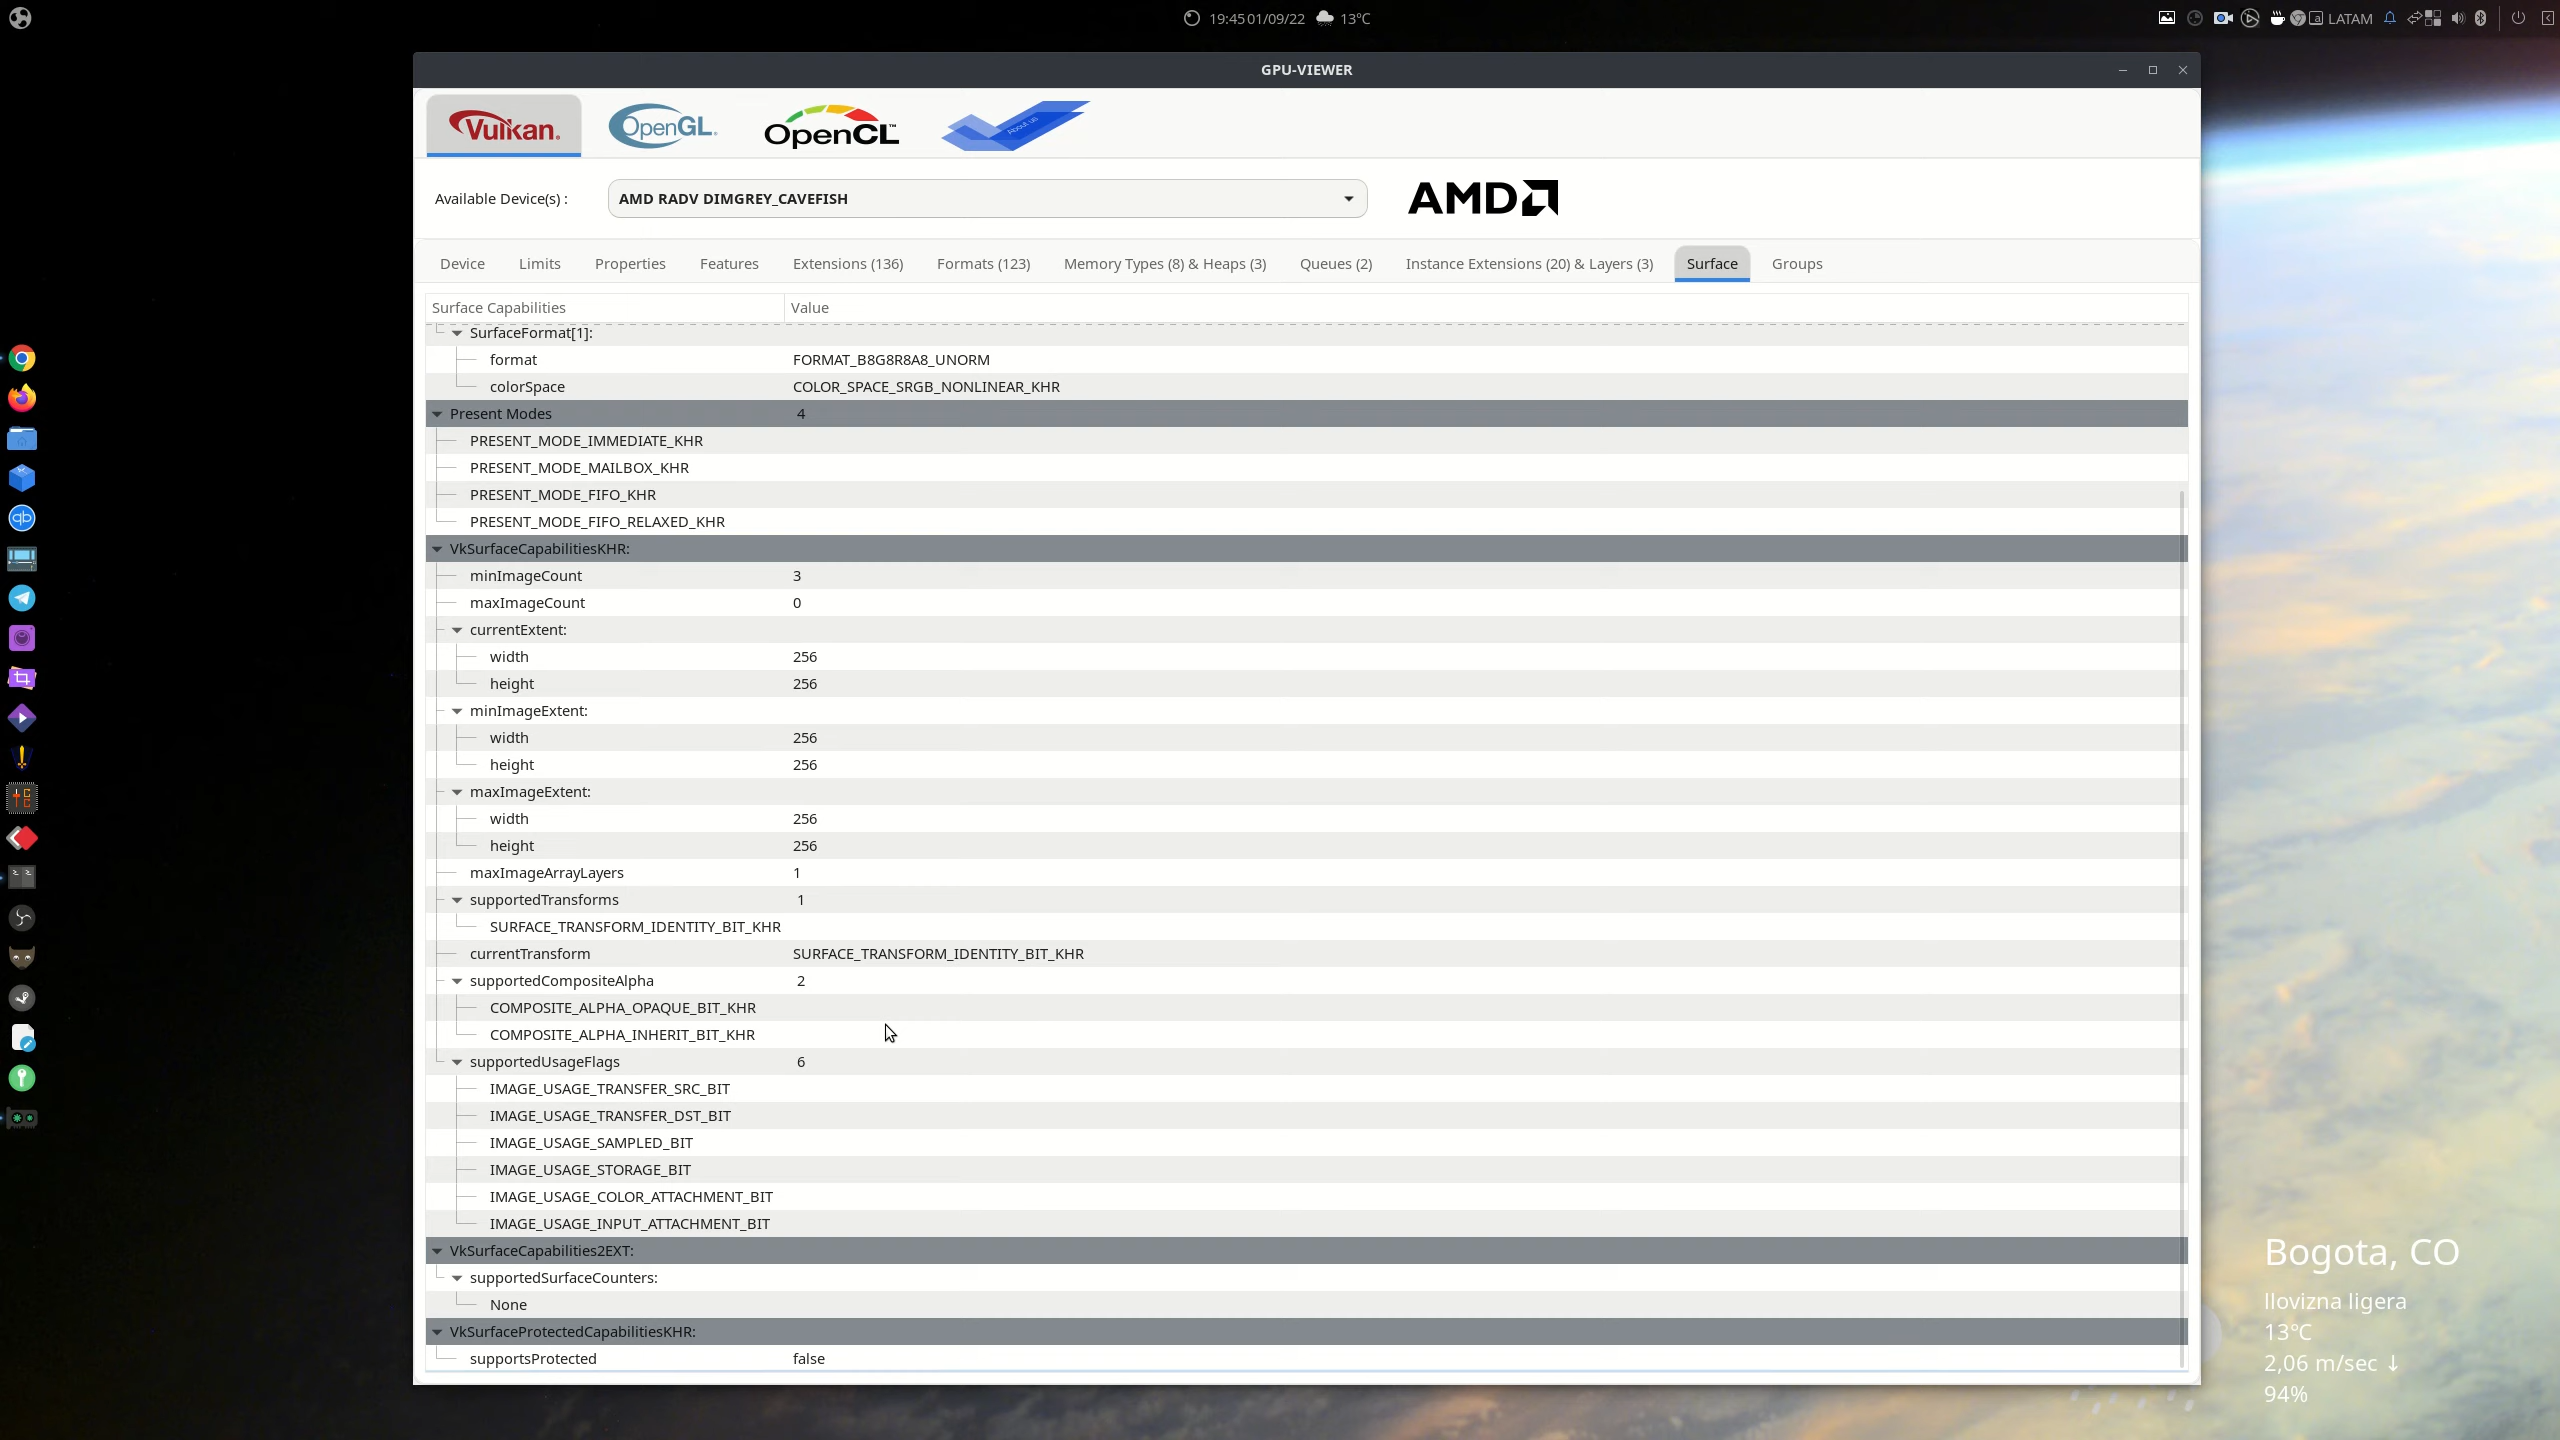 19:45 01/09/22 13°C
LATAM
GPU-VIEWER
Vulkan.
OpenGL.
OpenCL
About us
Available Device(s) :
AMD RADV DIMGREY_CAVEFISH
AMD
Device
Limits
Properties
Features
Extensions (136)
Formats (123)
Memory Types (8) & Heaps (3)
Queues (2)
Instance Extensions (20) & Layers (3)
Surface
Groups
Surface Capabilities Value
SurfaceFormat[1]:
format FORMAT_B8G8R8A8_UNORM
colorSpace COLOR_SPACE_SRGB_NONLINEAR_KHR
Present Modes 4
PRESENT_MODE_IMMEDIATE_KHR
PRESENT_MODE_MAILBOX_KHR
PRESENT_MODE_FIFO_KHR
PRESENT_MODE_FIFO_RELAXED_KHR
VkSurfaceCapabilitiesKHR:
minImageCount 3
maxImageCount 0
currentExtent:
width 256
height 256
minImageExtent:
width 256
height 256
maxImageExtent:
width 256
height 256
maxImageArrayLayers 1
supportedTransforms 1
SURFACE_TRANSFORM_IDENTITY_BIT_KHR
currentTransform SURFACE_TRANSFORM_IDENTITY_BIT_KHR
supportedCompositeAlpha 2
COMPOSITE_ALPHA_OPAQUE_BIT_KHR
COMPOSITE_ALPHA_INHERIT_BIT_KHR
supportedUsageFlags 6
IMAGE_USAGE_TRANSFER_SRC_BIT
IMAGE_USAGE_TRANSFER_DST_BIT
IMAGE_USAGE_SAMPLED_BIT
IMAGE_USAGE_STORAGE_BIT
IMAGE_USAGE_COLOR_ATTACHMENT_BIT
IMAGE_USAGE_INPUT_ATTACHMENT_BIT
VkSurfaceCapabilities2EXT:
supportedSurfaceCounters:
None
VkSurfaceProtectedCapabilitiesKHR:
supportsProtected false
Bogota, CO
llovizna ligera
13°C
2,06 m/sec ↓
94%